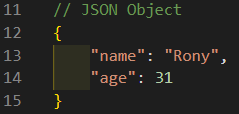 11 // JSON Object
12 {
13     "name": "Rony",
14     "age": 31
15 }